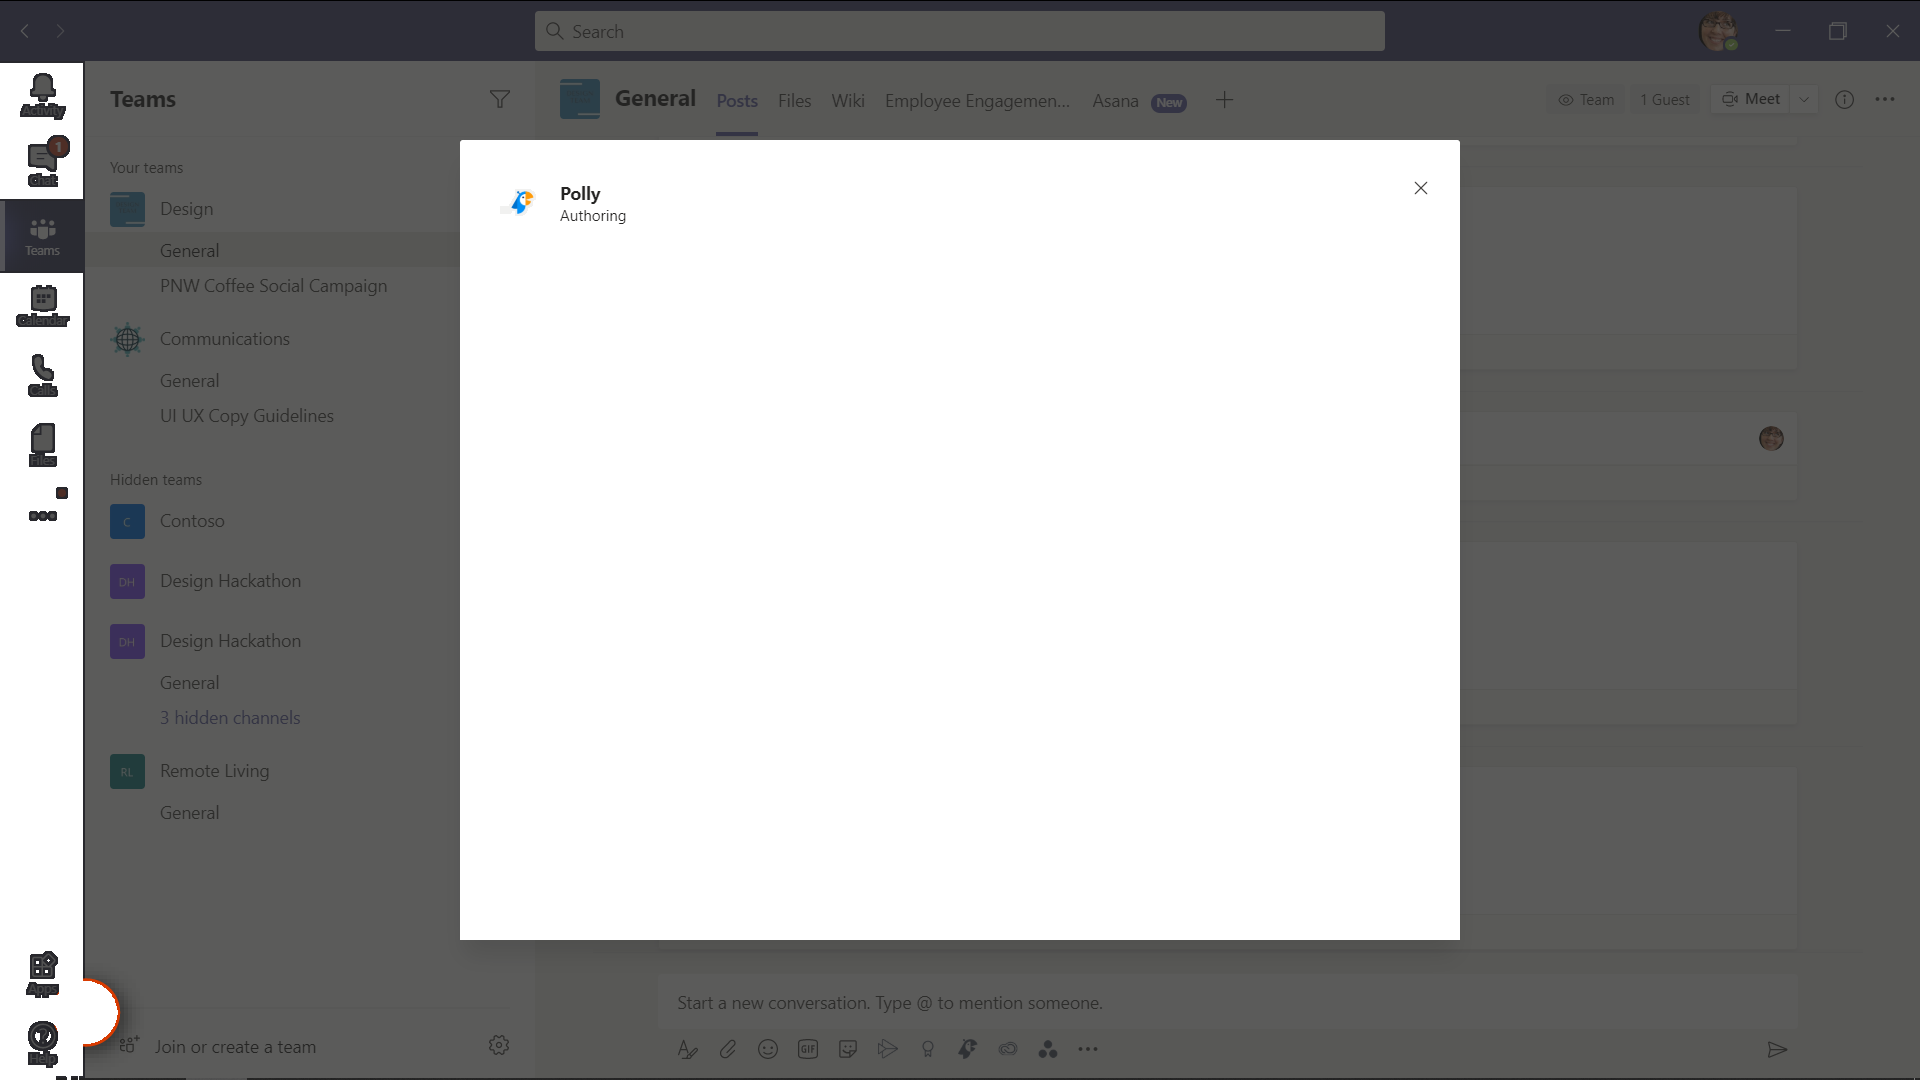 Search
Activity
1
Chat
Teams
Calendar
Calls
Files
Apps
Help
Teams
Your teams
Design
General
PNW Coffee Social Campaign
Communications
General
UI UX Copy Guidelines
Hidden teams
C
Contoso
DH
Design Hackathon
DH
Design Hackathon
General
3 hidden channels
RL
Remote Living
General
Join or create a team
General
Posts
Files
Wiki
Employee Engagemen...
Asana
New
Team
1 Guest
Meet
Polly
Authoring
Start a new conversation. Type @ to mention someone.
GIF